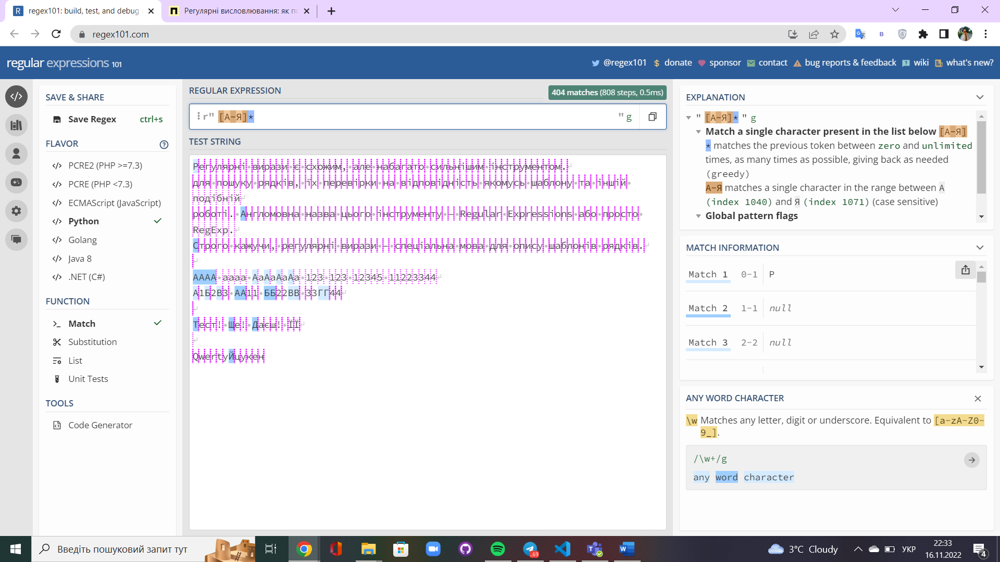 regex101: build, test, and debug
Регулярні висловлювання: як по
regex101.com
regular expressions 101
@regex101
donate
sponsor
contact
bug reports & feedback
wiki
what's new?
SAVE & SHARE
Save Regex ctrl+s
FLAVOR
PCRE2 (PHP >=7.3)
PCRE (PHP <7.3)
ECMAScript (JavaScript)
Python
Golang
Java 8
.NET (C#)
FUNCTION
Match
Substitution
List
Unit Tests
TOOLS
Code Generator
REGULAR EXPRESSION
404 matches (808 steps, 0.5ms)
r" [А-Я]* " g
TEST STRING
Регулярні вирази є схожим, але набагато сильнішим інструментом.
для пошуку рядків, їх перевірки на відповідність якомусь шаблону та іншій
подібній
роботі. Англомовна назва цього інструменту – Regular Expressions або просто
RegExp.
Строго кажучи, регулярні вирази – спеціальна мова для опису шаблонів рядків.
АААА аааа АаАаАаАа 123 123 12345 11223344
А1Б2В3 АА11 ББ22ВВ 33ГГ44
Тест! Ще! Даєш! ЇЇ
QwertyЙцукен
EXPLANATION
" [А-Я]* " g
Match a single character present in the list below [А-Я]
* matches the previous token between zero and unlimited
times, as many times as possible, giving back as needed
(greedy)
А-Я matches a single character in the range between А
(index 1040) and Я (index 1071) (case sensitive)
Global pattern flags
MATCH INFORMATION
Match 1 0-1 Р
Match 2 1-1 null
Match 3 2-2 null
ANY WORD CHARACTER
\w Matches any letter, digit or underscore. Equivalent to [a-zA-Z0-
9_].
/\w+/g
any word character
Введіть пошуковий запит тут
3°C Cloudy
УКР
22:33
16.11.2022
4